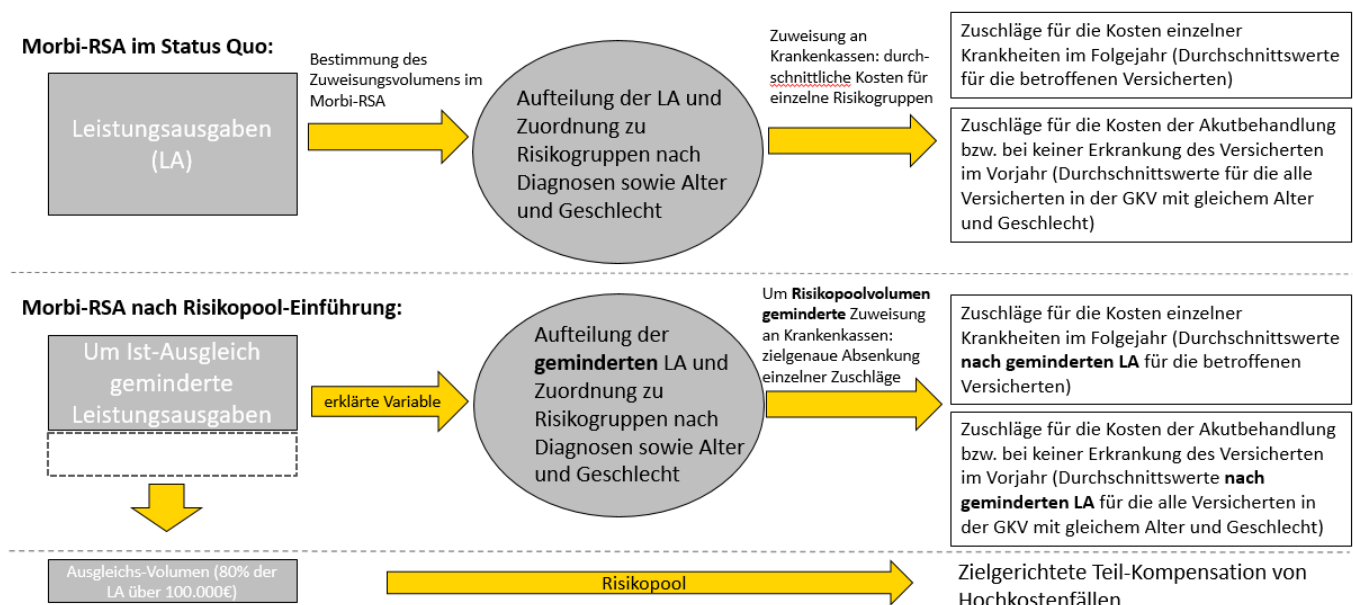 Morbi-RSA im Status Quo:
Leistungsausgaben
(LA)
Bestimmung des
Zuweisungsvolumens im
Morbi-RSA
Aufteilung der LA und
Zuordnung zu
Risikogruppen nach
Diagnosen sowie Alter
und Geschlecht
Zuweisung an
Krankenkassen: durch-
schnittliche Kosten für
einzelne Risikogruppen
Zuschläge für die Kosten einzelner
Krankheiten im Folgejahr (Durchschnittswerte
für die betroffenen Versicherten)
Zuschläge für die Kosten der Akutbehandlung
bzw. bei keiner Erkrankung des Versicherten
im Vorjahr (Durchschnittswerte für die alle
Versicherten in der GKV mit gleichem Alter
und Geschlecht)
Morbi-RSA nach Risikopool-Einführung:
Um Ist-Ausgleich
geminderte
Leistungsausgaben
erklärte Variable
Aufteilung der
geminderten LA und
Zuordnung zu
Risikogruppen nach
Diagnosen sowie Alter
und Geschlecht
Um Risikopoolvolumen
geminderte Zuweisung
an Krankenkassen:
zielgenaue Absenkung
einzelner Zuschläge
Zuschläge für die Kosten einzelner
Krankheiten im Folgejahr (Durchschnittswerte
nach geminderten LA für die betroffenen
Versicherten)
Zuschläge für die Kosten der Akutbehandlung
bzw. bei keiner Erkrankung des Versicherten
im Vorjahr (Durchschnittswerte nach
geminderten LA für die alle Versicherten in
der GKV mit gleichem Alter und Geschlecht)
Ausgleichs-Volumen (80% der
LA über 100.000€)
Risikopool
Zielgerichtete Teil-Kompensation von
Hochkostenfällen